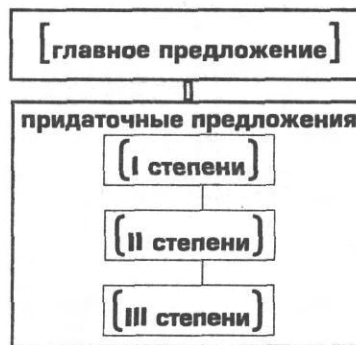 [главное предложение]
придаточные предложения
(I степени)
(II степени)
(III степени)